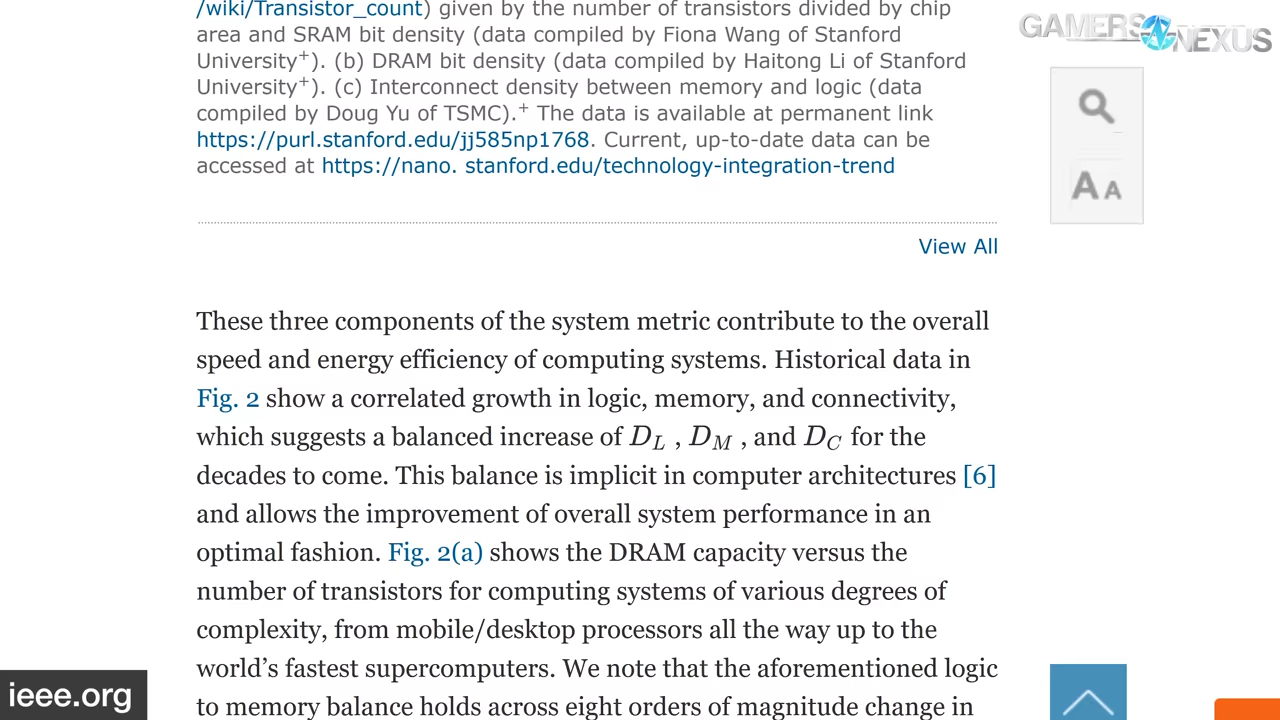 /wiki/Transistor_count) given by the number of transistors divided by chip
area and SRAM bit density (data compiled by Fiona Wang of Stanford
University+). (b) DRAM bit density (data compiled by Haitong Li of Stanford
University+). (c) Interconnect density between memory and logic (data
compiled by Doug Yu of TSMC).+ The data is available at permanent link
https://purl.stanford.edu/jj585np1768. Current, up-to-date data can be
accessed at https://nano. stanford.edu/technology-integration-trend
GAMERS NEXUS
AA
View All
These three components of the system metric contribute to the overall
speed and energy efficiency of computing systems. Historical data in
Fig. 2 show a correlated growth in logic, memory, and connectivity,
which suggests a balanced increase of DL , DM , and DC for the
decades to come. This balance is implicit in computer architectures [6]
and allows the improvement of overall system performance in an
optimal fashion. Fig. 2(a) shows the DRAM capacity versus the
number of transistors for computing systems of various degrees of
complexity, from mobile/desktop processors all the way up to the
world’s fastest supercomputers. We note that the aforementioned logic
to memory balance holds across eight orders of magnitude change in
ieee.org